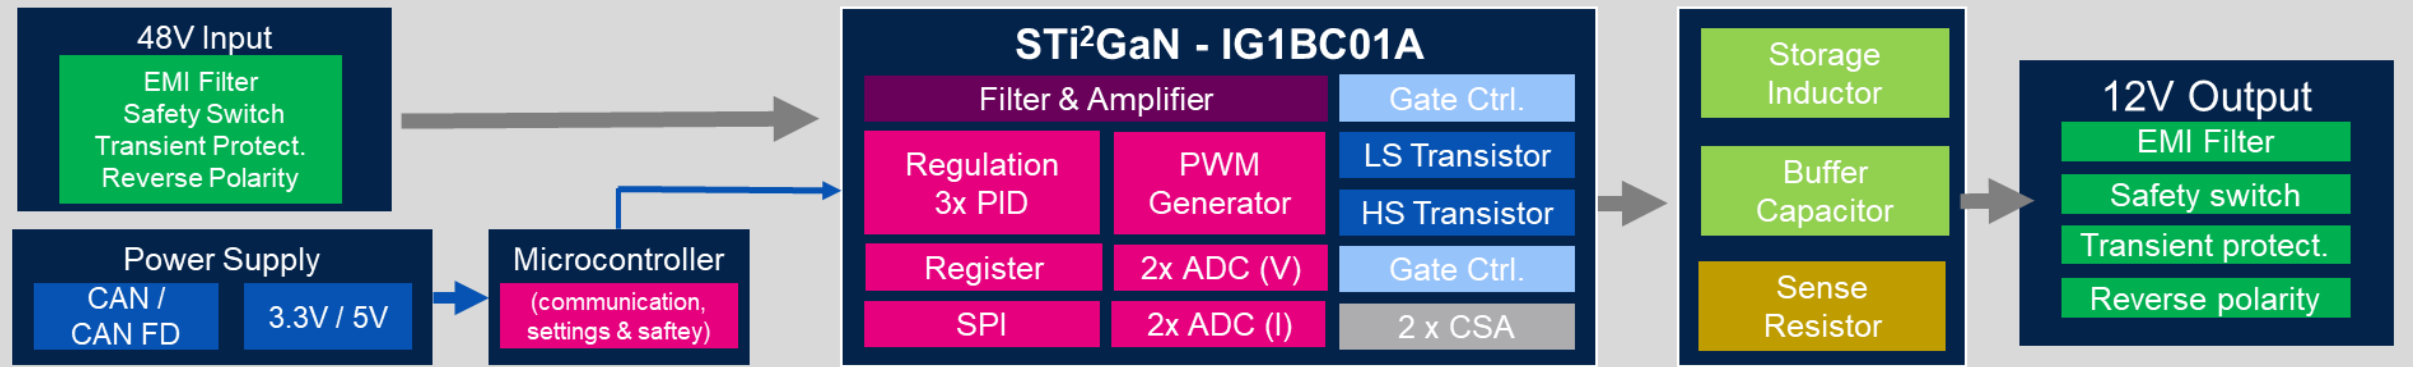 48V Input
EMI Filter
Safety Switch
Transient Protect.
Reverse Polarity
Power Supply
CAN /
CAN FD
3.3V / 5V
Microcontroller
(communication,
settings & saftey)
STi²GaN - IG1BC01A
Filter & Amplifier
Regulation
3x PID
PWM
Generator
Register
2x ADC (V)
SPI
2x ADC (I)
Gate Ctrl.
LS Transistor
HS Transistor
Gate Ctrl.
2 x CSA
Storage
Inductor
Buffer
Capacitor
Sense
Resistor
12V Output
EMI Filter
Safety switch
Transient protect.
Reverse polarity